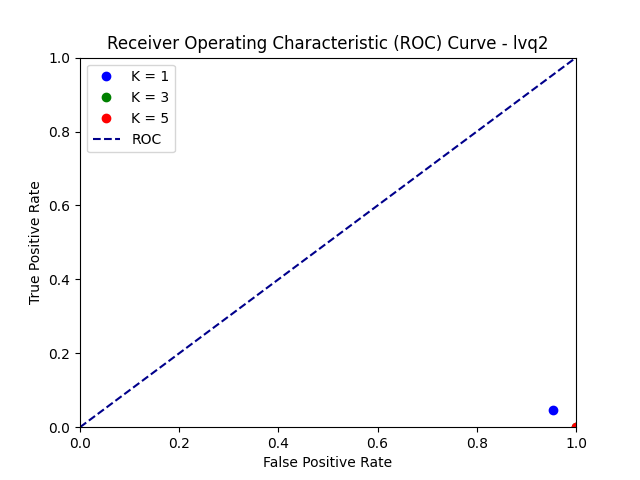 Receiver Operating Characteristic (ROC) Curve - lvq2
1.0
0.8
0.6
0.4
0.2
0.0
True Positive Rate
K = 1
K = 3
K = 5
ROC
0.0 0.2 0.4 0.6 0.8 1.0
False Positive Rate